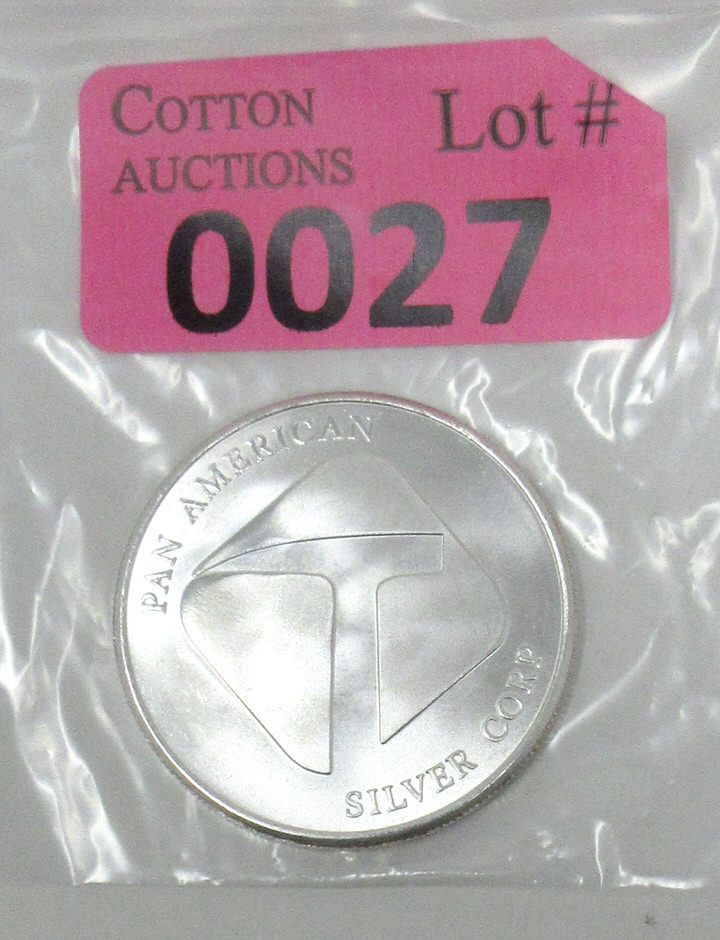 COTTON
AUCTIONS
Lot #
0027
PAN AMERICAN
SILVER CORP